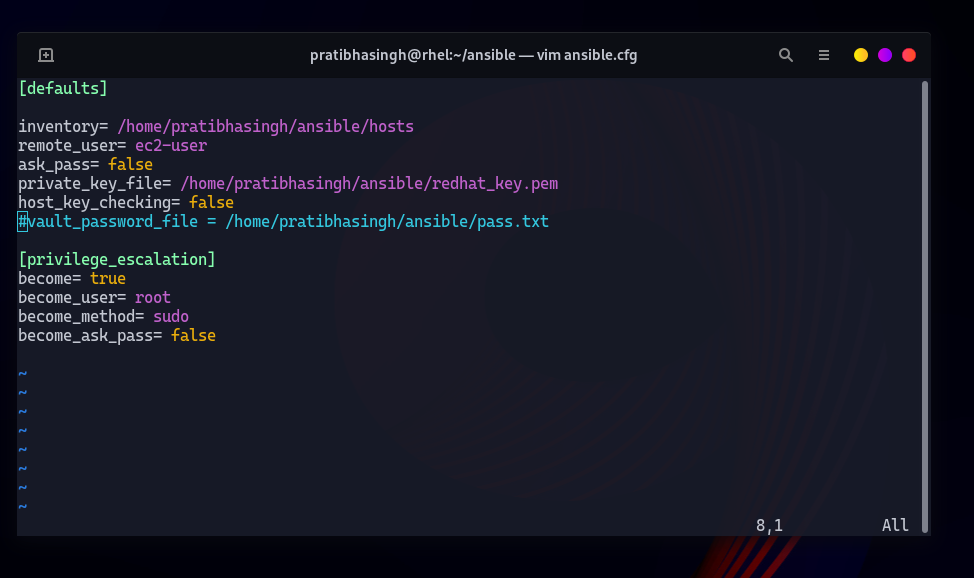 pratibhasingh@rhel:~/ansible — vim ansible.cfg
[defaults]
inventory= /home/pratibhasingh/ansible/hosts
remote_user= ec2-user
ask_pass= false
private_key_file= /home/pratibhasingh/ansible/redhat_key.pem
host_key_checking= false
#vault_password_file = /home/pratibhasingh/ansible/pass.txt
[privilege_escalation]
become= true
become_user= root
become_method= sudo
become_ask_pass= false
~
~
~
~
~
~
~
~
8,1 All